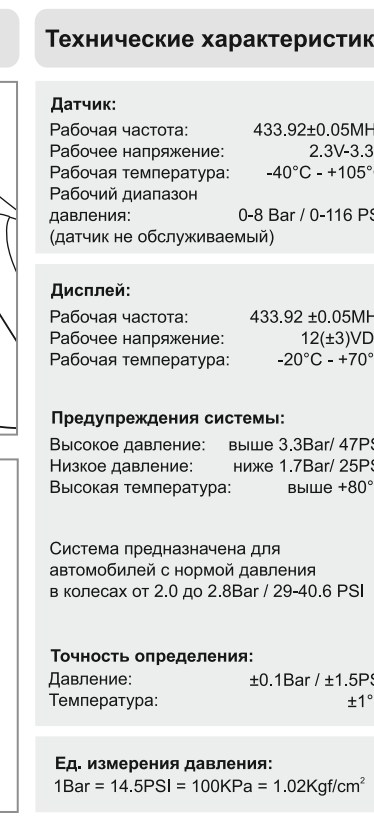 Технические характеристик
Датчик:
Рабочая частота: 433.92±0.05MH
Рабочее напряжение: 2.3V-3.3
Рабочая температура: -40°C - +105°
Рабочий диапазон
давления: 0-8 Bar / 0-116 PS
(датчик не обслуживаемый)
Дисплей:
Рабочая частота: 433.92 ±0.05MH
Рабочее напряжение: 12(±3)VD
Рабочая температура: -20°C - +70°
Предупреждения системы:
Высокое давление: выше 3.3Bar/ 47PS
Низкое давление: ниже 1.7Bar/ 25PS
Высокая температура: выше +80°
Система предназначена для
автомобилей с нормой давления
в колесах от 2.0 до 2.8Bar / 29-40.6 PSI
Точность определения:
Давление: ±0.1Bar / ±1.5PS
Температура: ±1°
Ед. измерения давления:
1Bar = 14.5PSI = 100KPa = 1.02Kgf/cm²